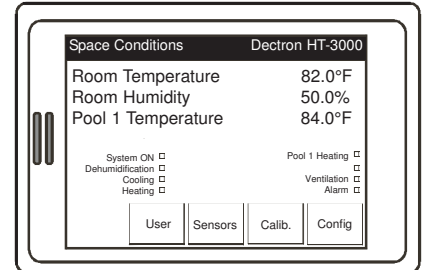 Space Conditions Dectron HT-3000
Room Temperature 82.0°F
Room Humidity 50.0%
Pool 1 Temperature 84.0°F
System ON Pool 1 Heating
Dehumidification
Cooling Ventilation
Heating Alarm
User Sensors Calib. Config